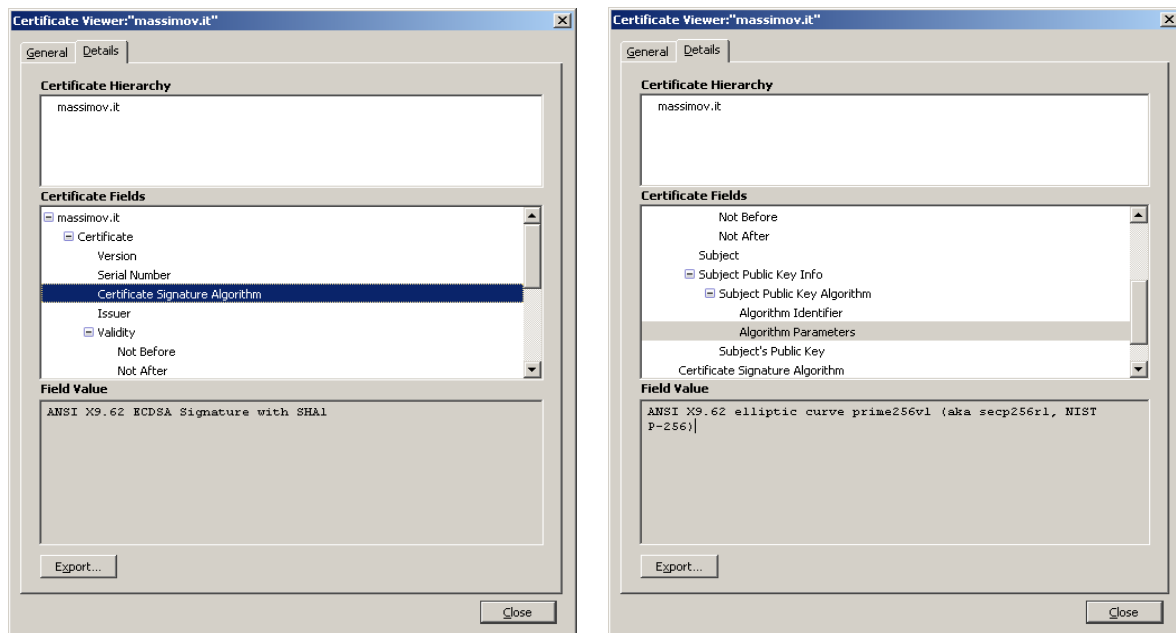 Certificate Viewer:"massimov.it"
General Details
Certificate Hierarchy
massimov.it
Certificate Fields
massimov.it
Certificate
Version
Serial Number
Certificate Signature Algorithm
Issuer
Validity
Not Before
Not After
Field Value
ANSI X9.62 ECDSA Signature with SHA1
Export...
Close
Certificate Viewer:"massimov.it"
General Details
Certificate Hierarchy
massimov.it
Certificate Fields
Not Before
Not After
Subject
Subject Public Key Info
Subject Public Key Algorithm
Algorithm Identifier
Algorithm Parameters
Subject's Public Key
Certificate Signature Algorithm
Field Value
ANSI X9.62 elliptic curve prime256v1 (aka secp256r1, NIST
P-256)
Export...
Close